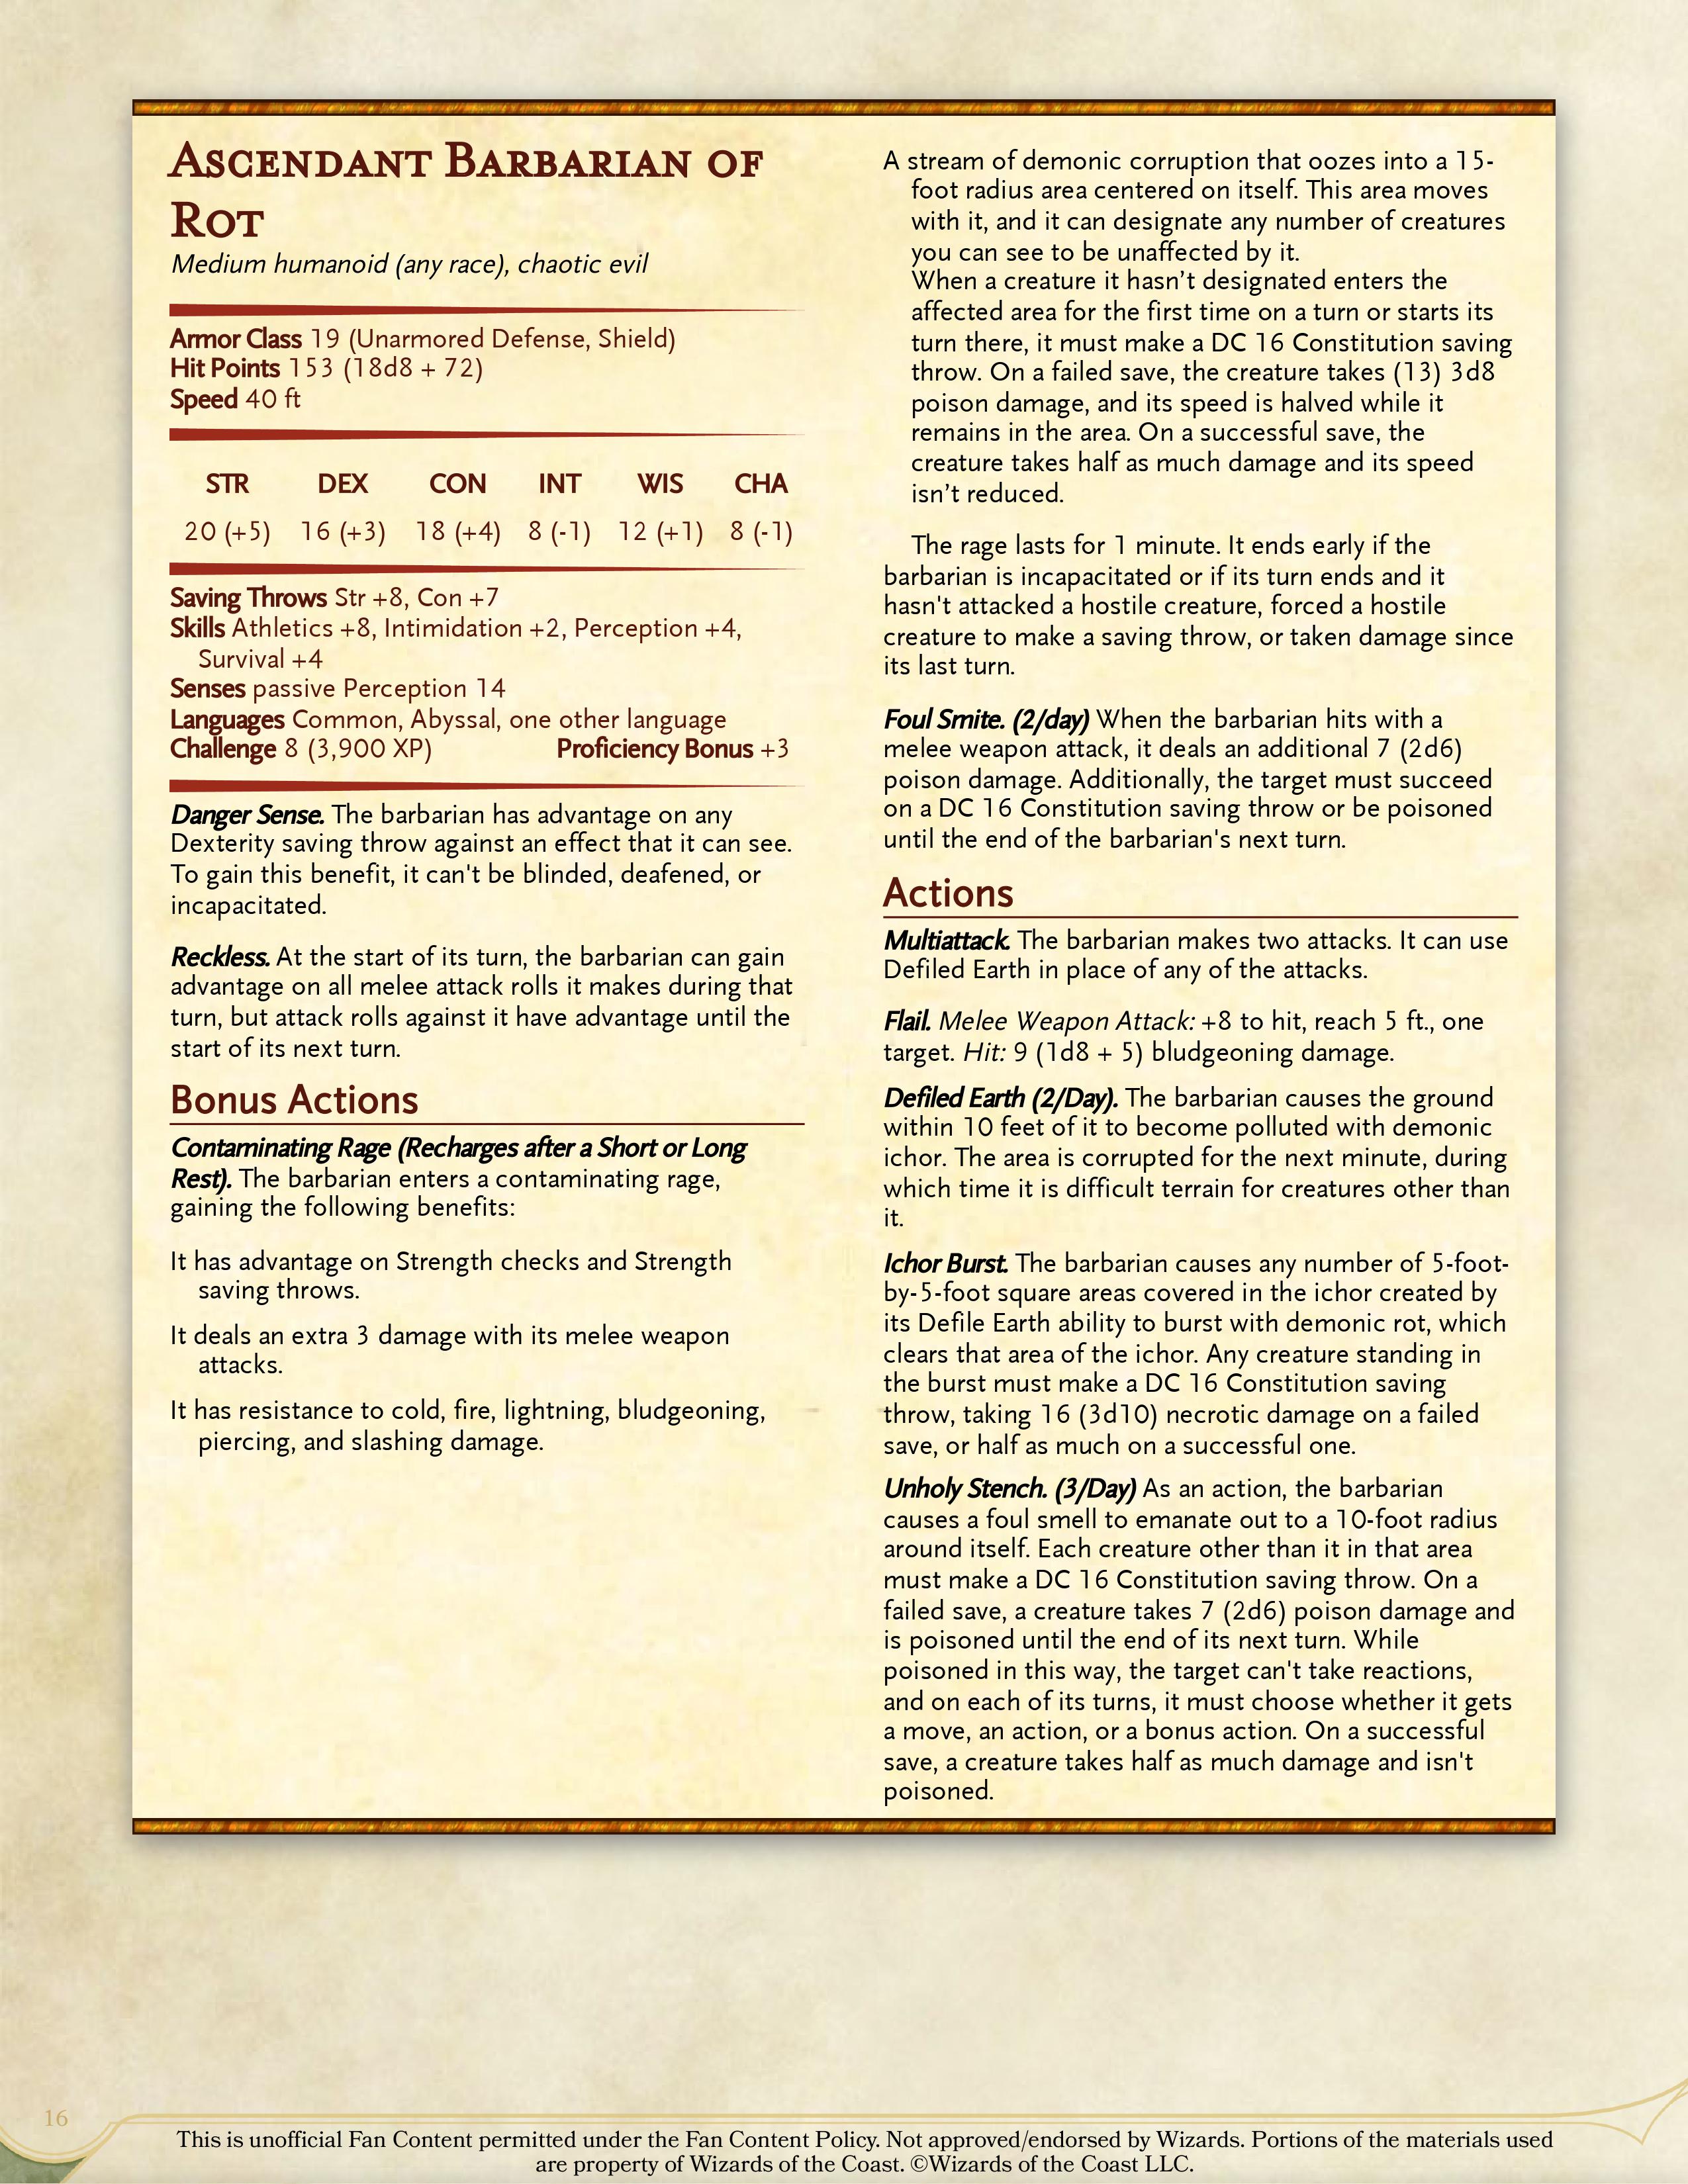 Ascendant Barbarian of
Rot
Medium humanoid (any race), chaotic evil
Armor Class 19 (Unarmored Defense, Shield)
Hit Points 153 (18d8 + 72)
Speed 40 ft
STR DEX CON INT WIS CHA
20 (+5) 16 (+3) 18 (+4) 8 (-1) 12 (+1) 8 (-1)
Saving Throws Str +8, Con +7
Skills Athletics +8, Intimidation +2, Perception +4,
Survival +4
Senses passive Perception 14
Languages Common, Abyssal, one other language
Challenge 8 (3,900 XP) Proficiency Bonus +3
Danger Sense. The barbarian has advantage on any
Dexterity saving throw against an effect that it can see.
To gain this benefit, it can't be blinded, deafened, or
incapacitated.
Reckless. At the start of its turn, the barbarian can gain
advantage on all melee attack rolls it makes during that
turn, but attack rolls against it have advantage until the
start of its next turn.
Bonus Actions
Contaminating Rage (Recharges after a Short or Long
Rest). The barbarian enters a contaminating rage,
gaining the following benefits:
It has advantage on Strength checks and Strength
saving throws.
It deals an extra 3 damage with its melee weapon
attacks.
It has resistance to cold, fire, lightning, bludgeoning,
piercing, and slashing damage.
A stream of demonic corruption that oozes into a 15-
foot radius area centered on itself. This area moves
with it, and it can designate any number of creatures
you can see to be unaffected by it.
When a creature it hasn’t designated enters the
affected area for the first time on a turn or starts its
turn there, it must make a DC 16 Constitution saving
throw. On a failed save, the creature takes (13) 3d8
poison damage, and its speed is halved while it
remains in the area. On a successful save, the
creature takes half as much damage and its speed
isn’t reduced.
The rage lasts for 1 minute. It ends early if the
barbarian is incapacitated or if its turn ends and it
hasn't attacked a hostile creature, forced a hostile
creature to make a saving throw, or taken damage since
its last turn.
Foul Smite. (2/day) When the barbarian hits with a
melee weapon attack, it deals an additional 7 (2d6)
poison damage. Additionally, the target must succeed
on a DC 16 Constitution saving throw or be poisoned
until the end of the barbarian's next turn.
Actions
Multiattack. The barbarian makes two attacks. It can use
Defiled Earth in place of any of the attacks.
Flail. Melee Weapon Attack: +8 to hit, reach 5 ft., one
target. Hit: 9 (1d8 + 5) bludgeoning damage.
Defiled Earth (2/Day). The barbarian causes the ground
within 10 feet of it to become polluted with demonic
ichor. The area is corrupted for the next minute, during
which time it is difficult terrain for creatures other than
it.
Ichor Burst. The barbarian causes any number of 5-foot-
by-5-foot square areas covered in the ichor created by
its Defile Earth ability to burst with demonic rot, which
clears that area of the ichor. Any creature standing in
the burst must make a DC 16 Constitution saving
throw, taking 16 (3d10) necrotic damage on a failed
save, or half as much on a successful one.
Unholy Stench. (3/Day) As an action, the barbarian
causes a foul smell to emanate out to a 10-foot radius
around itself. Each creature other than it in that area
must make a DC 16 Constitution saving throw. On a
failed save, a creature takes 7 (2d6) poison damage and
is poisoned until the end of its next turn. While
poisoned in this way, the target can't take reactions,
and on each of its turns, it must choose whether it gets
a move, an action, or a bonus action. On a successful
save, a creature takes half as much damage and isn't
poisoned.
16
This is unofficial Fan Content permitted under the Fan Content Policy. Not approved/endorsed by Wizards. Portions of the materials used
are property of Wizards of the Coast. ©Wizards of the Coast LLC.